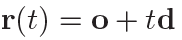 r(t) = o + td